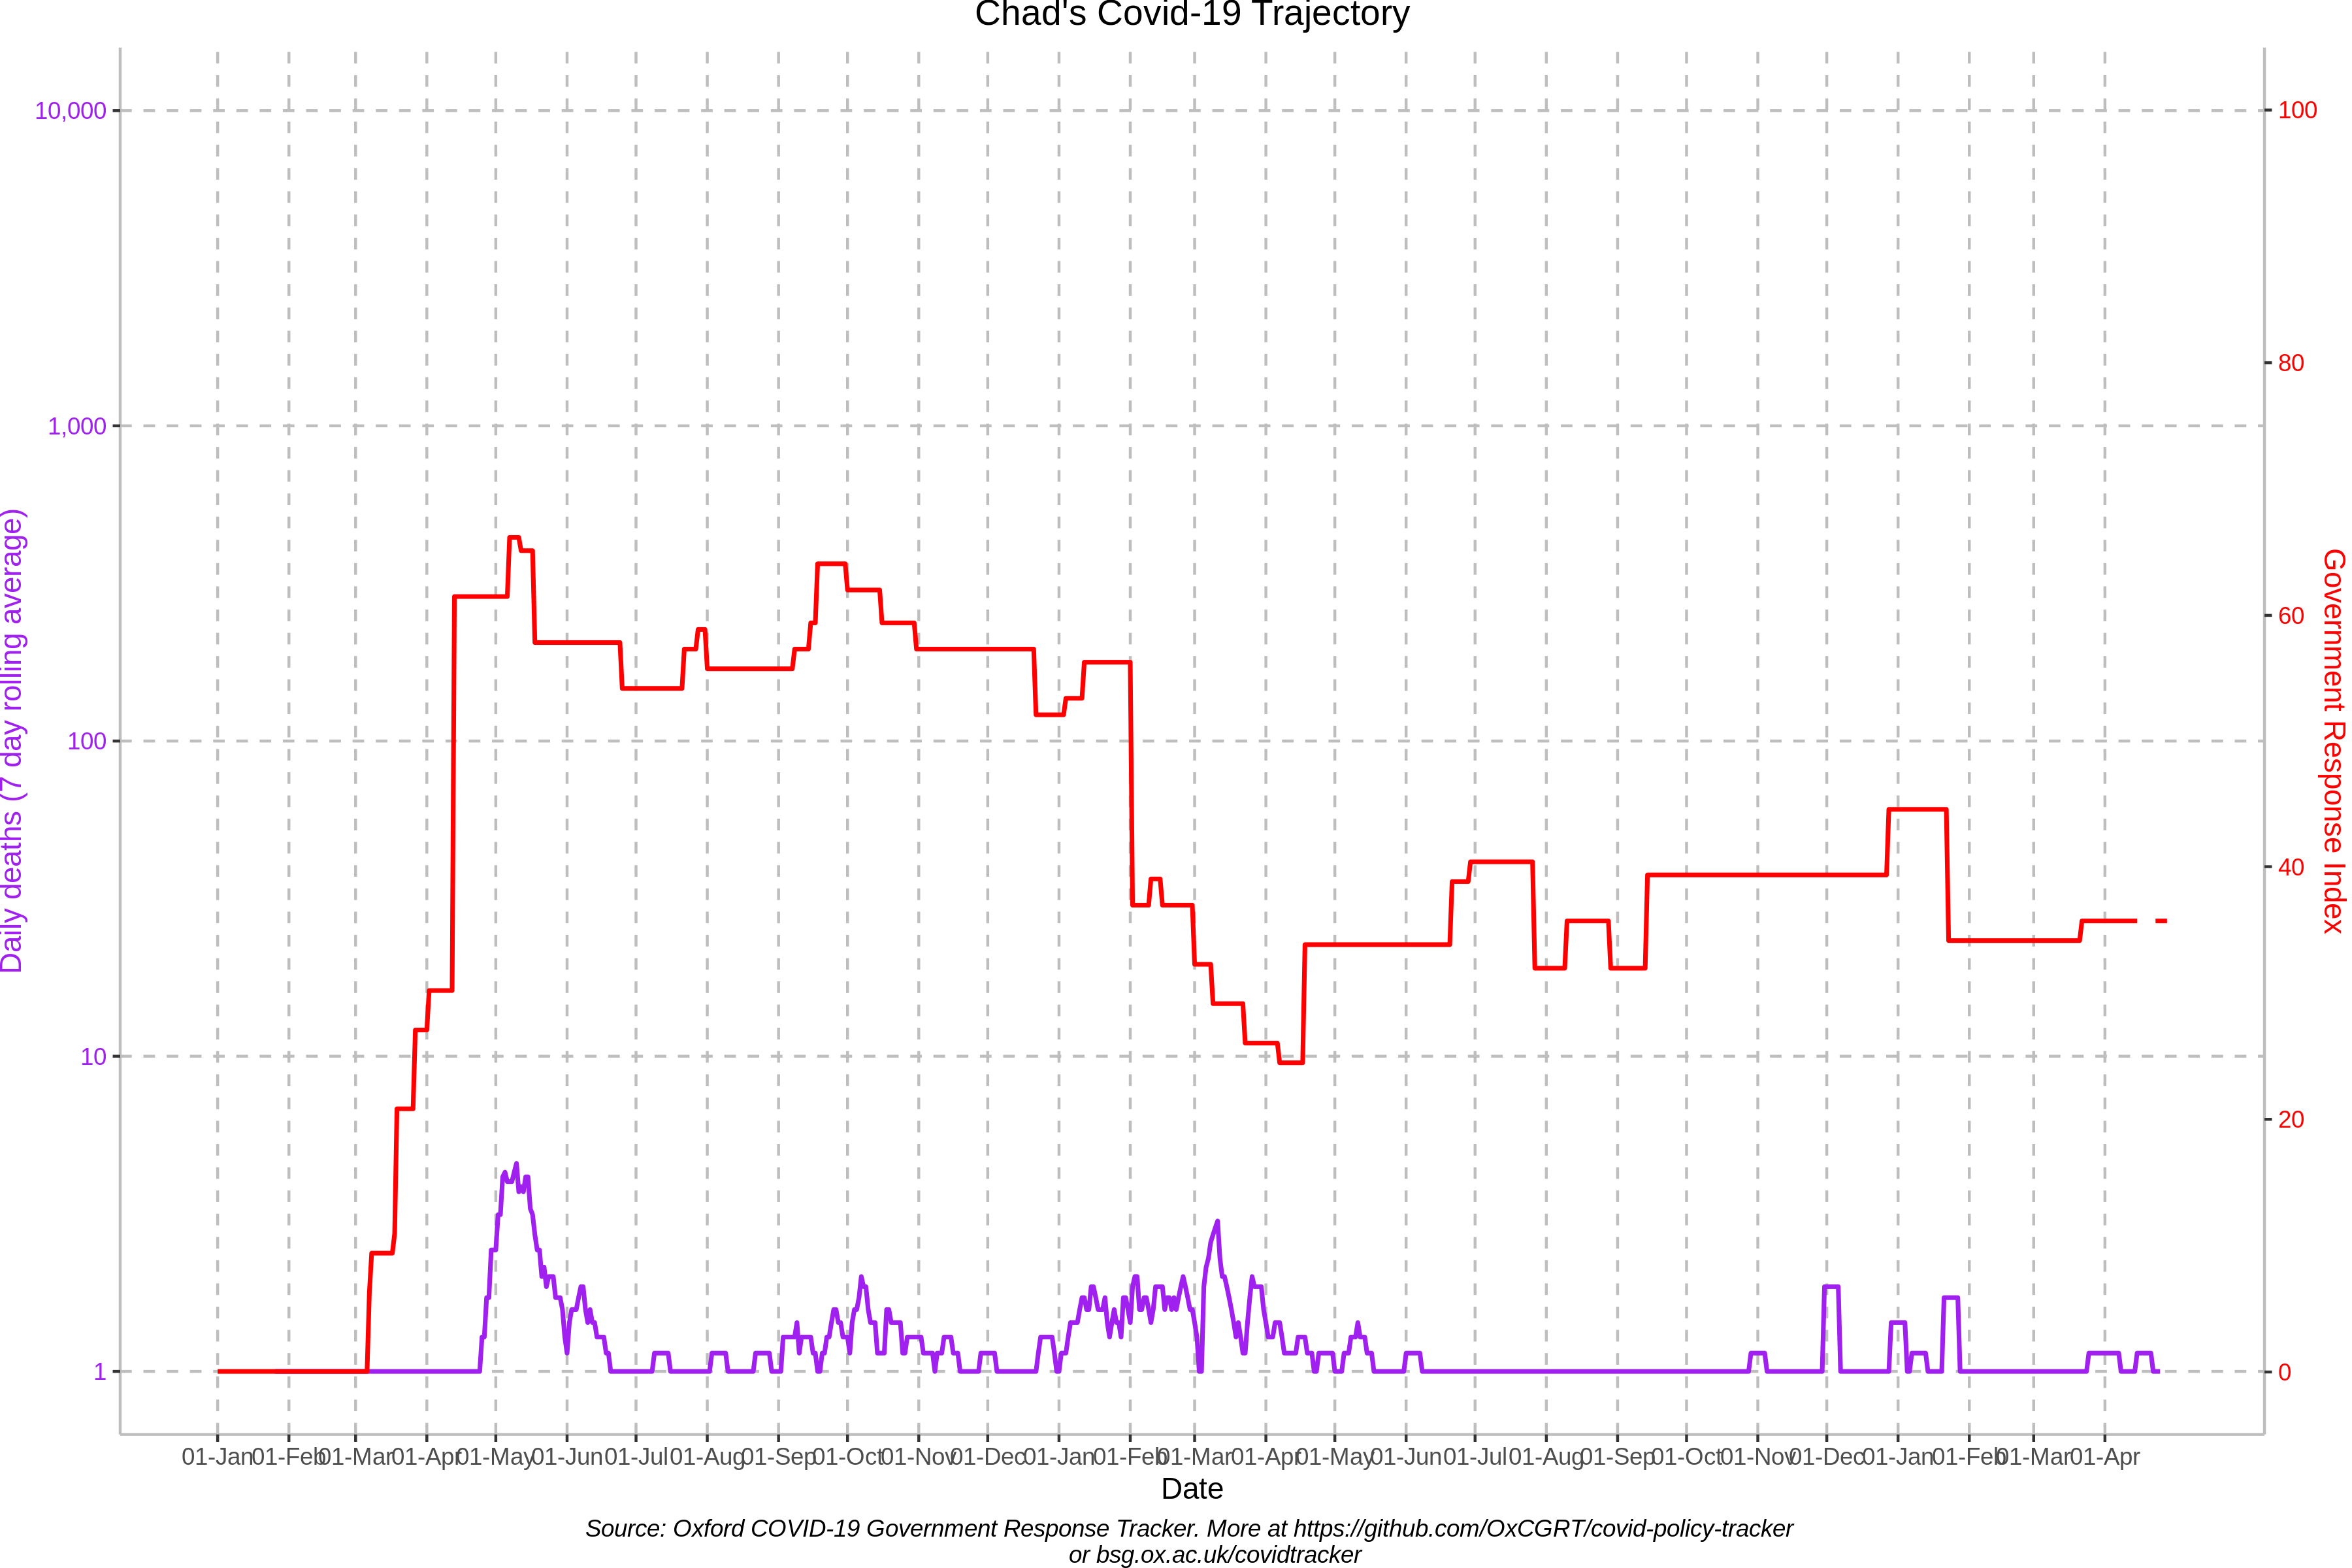 Chad's Covid-19 Trajectory
10,000
1,000
100
10
1
Daily deaths (7 day rolling average)
100
80
60
40
20
0
Government Response Index
01-Jan 01-Feb 01-Mar 01-Apr 01-May 01-Jun 01-Jul 01-Aug 01-Sep 01-Oct 01-Nov 01-Dec 01-Jan 01-Feb 01-Mar 01-Apr 01-May 01-Jun 01-Jul 01-Aug 01-Sep 01-Oct 01-Nov 01-Dec 01-Jan 01-Feb 01-Mar 01-Apr
Date
Source: Oxford COVID-19 Government Response Tracker. More at https://github.com/OxCGRT/covid-policy-tracker
or bsg.ox.ac.uk/covidtracker